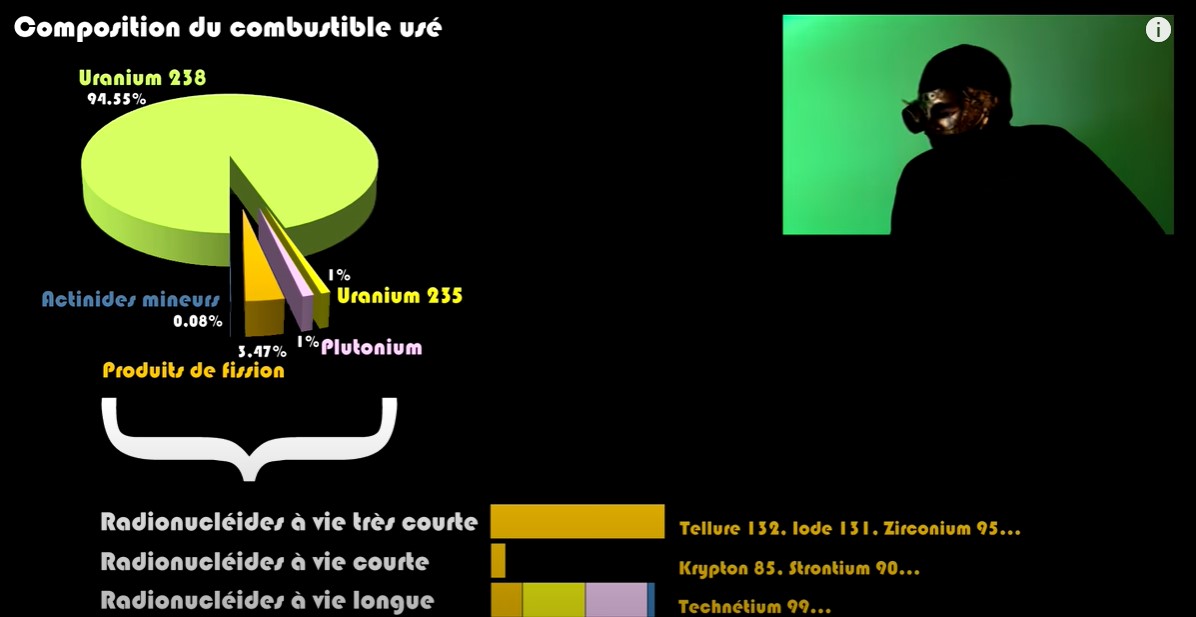 Composition du combustible usé
Uranium 238
94.55%
1%
Uranium 235
Actinides mineurs
0.08%
1%
Plutonium
3.47%
Produits de fission
Radionucléides à vie très courte
Tellure 132. Iode 131. Zirconium 95...
Radionucléides à vie courte
Krypton 85. Strontium 90...
Radionucléides à vie longue
Technétium 99...
i